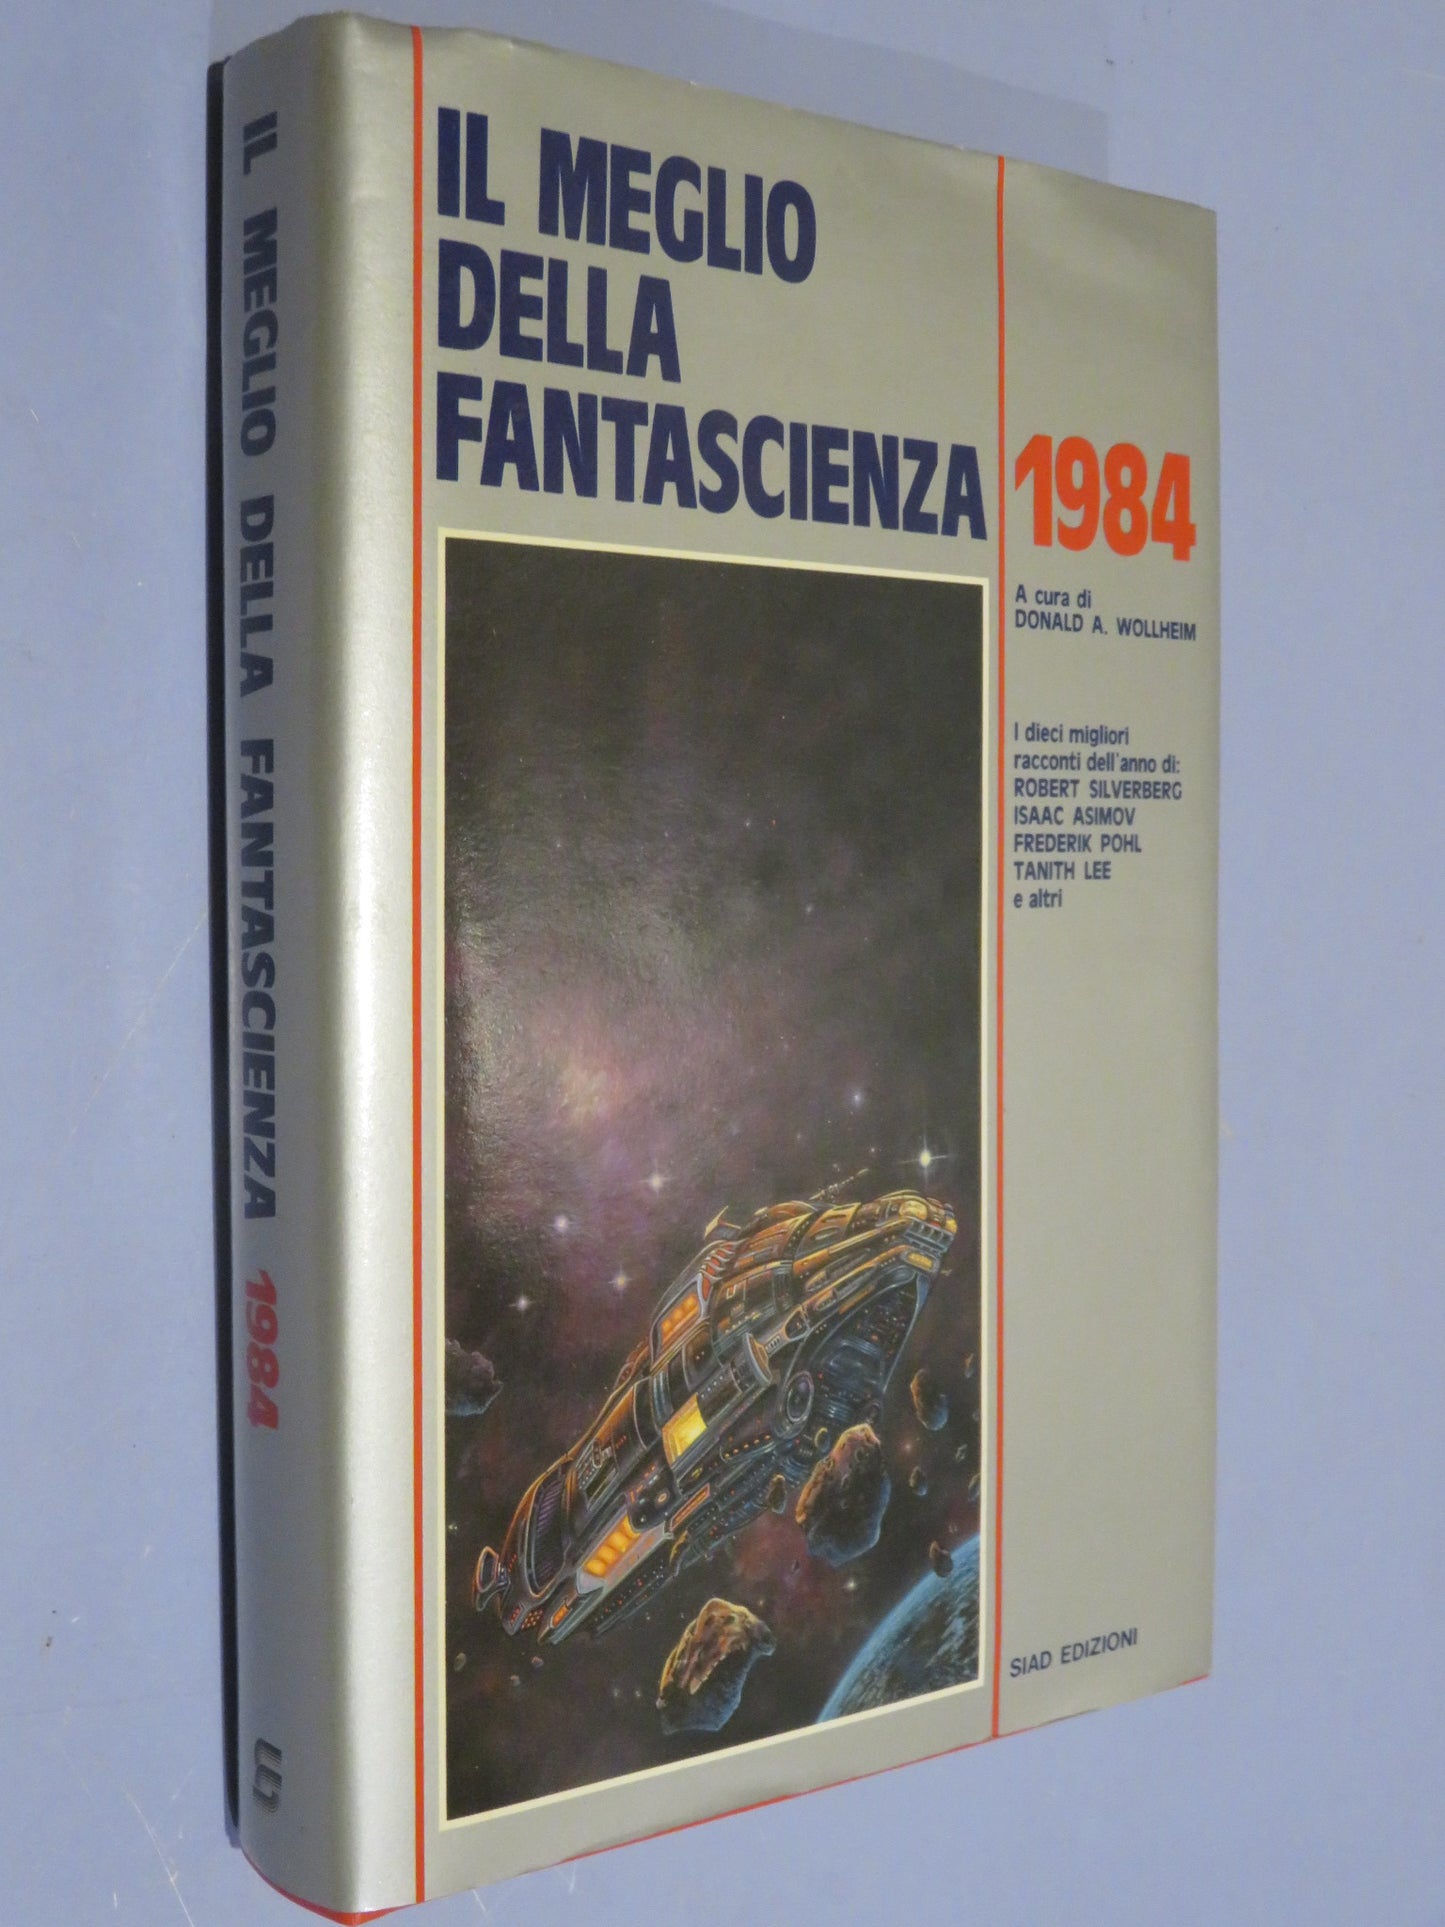 IL MEGLIO DELLA FANTASCIENZA 1984
IL MEGLIO
DELLA
FANTASCIENZA
1984
A cura di
DONALD A. WOLLHEIM
I dieci migliori
racconti dell'anno di:
ROBERT SILVERBERG
ISAAC ASIMOV
FREDERIK POHL
TANITH LEE
e altri
SIAD EDIZIONI